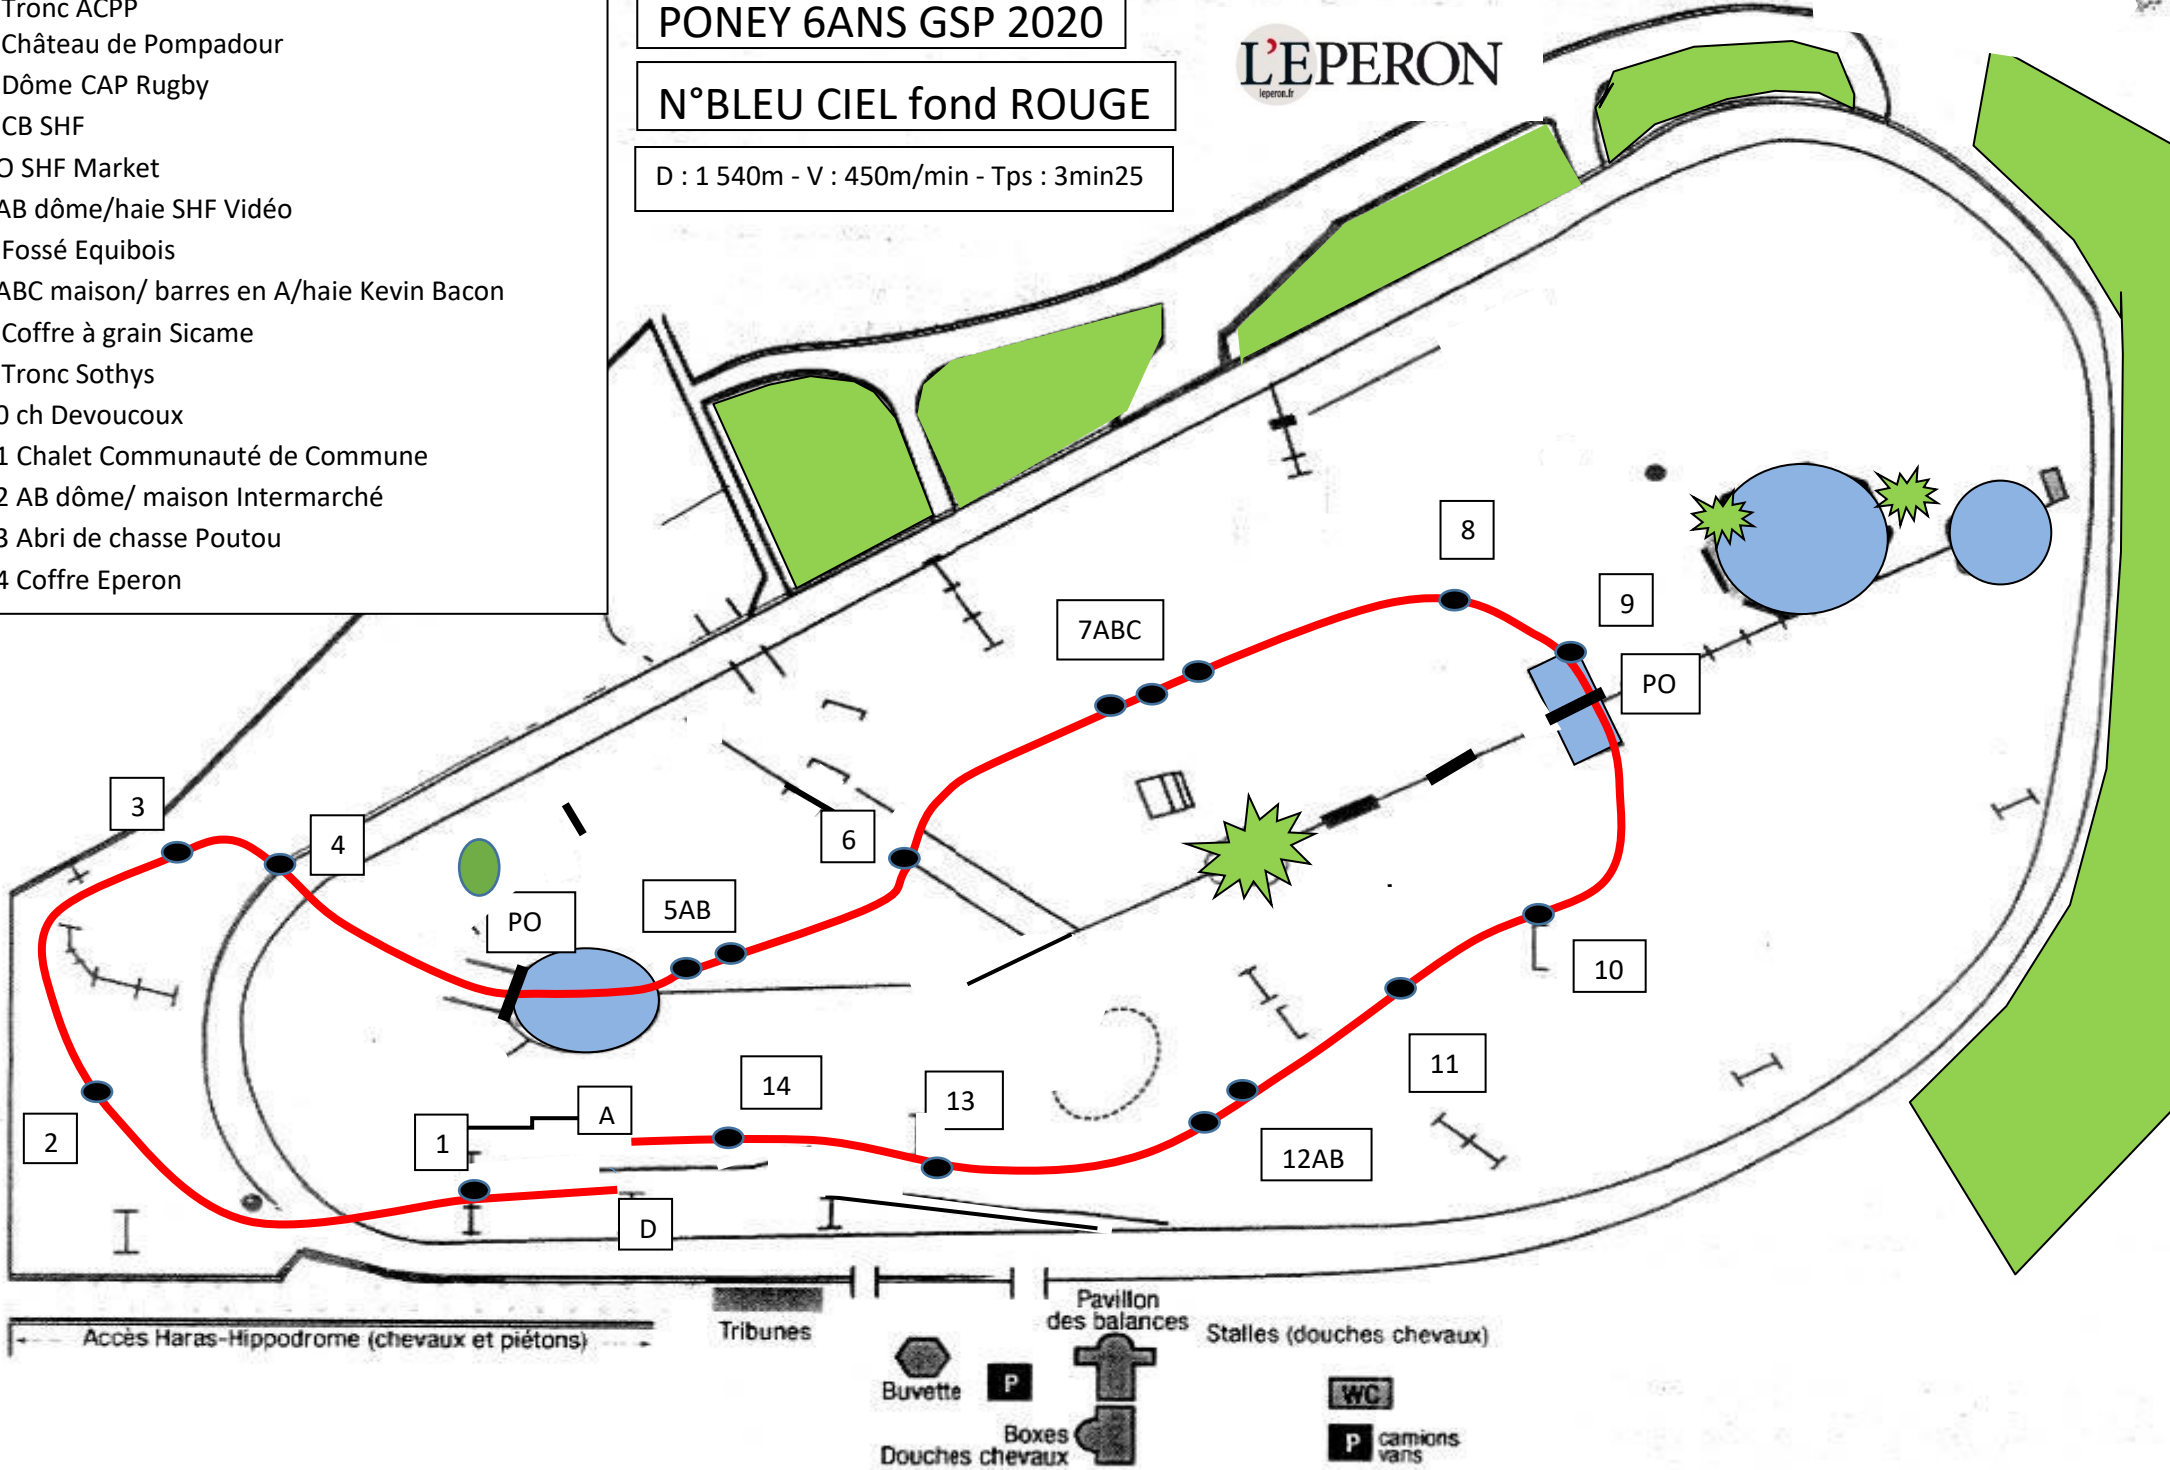 Tronc ACPP
Château de Pompadour
Dôme CAP Rugby
CB SHF
O SHF Market
AB dôme/haie SHF Vidéo
Fossé Equibois
ABC maison/ barres en A/haie Kevin Bacon
Coffre à grain Sicame
Tronc Sothys
0 ch Devoucoux
1 Chalet Communauté de Commune
2 AB dôme/ maison Intermarché
3 Abri de chasse Poutou
4 Coffre Eperon
PONEY 6ANS GSP 2020
N°BLEU CIEL fond ROUGE
D : 1 540m - V : 450m/min - Tps : 3min25
L'EPERON
leperon.fr
8
9
7ABC
PO
3
4
6
5AB
PO
10
11
14
13
A
1
2
12AB
D
Accès Haras-Hippodrome (chevaux et piétons)
Tribunes
Pavillon
des balances
Stalles (douches chevaux)
Buvette
P
WC
Boxes
Douches chevaux
P
camions
vans